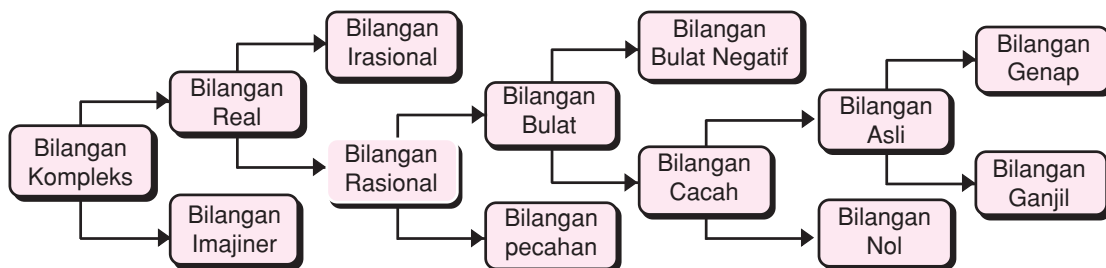 Bilangan
Kompleks
Bilangan
Real
Bilangan
Imajiner
Bilangan
Irasional
Bilangan
Rasional
Bilangan
Bulat
Bilangan
pecahan
Bilangan
Bulat Negatif
Bilangan
Cacah
Bilangan
Asli
Bilangan
Nol
Bilangan
Genap
Bilangan
Ganjil